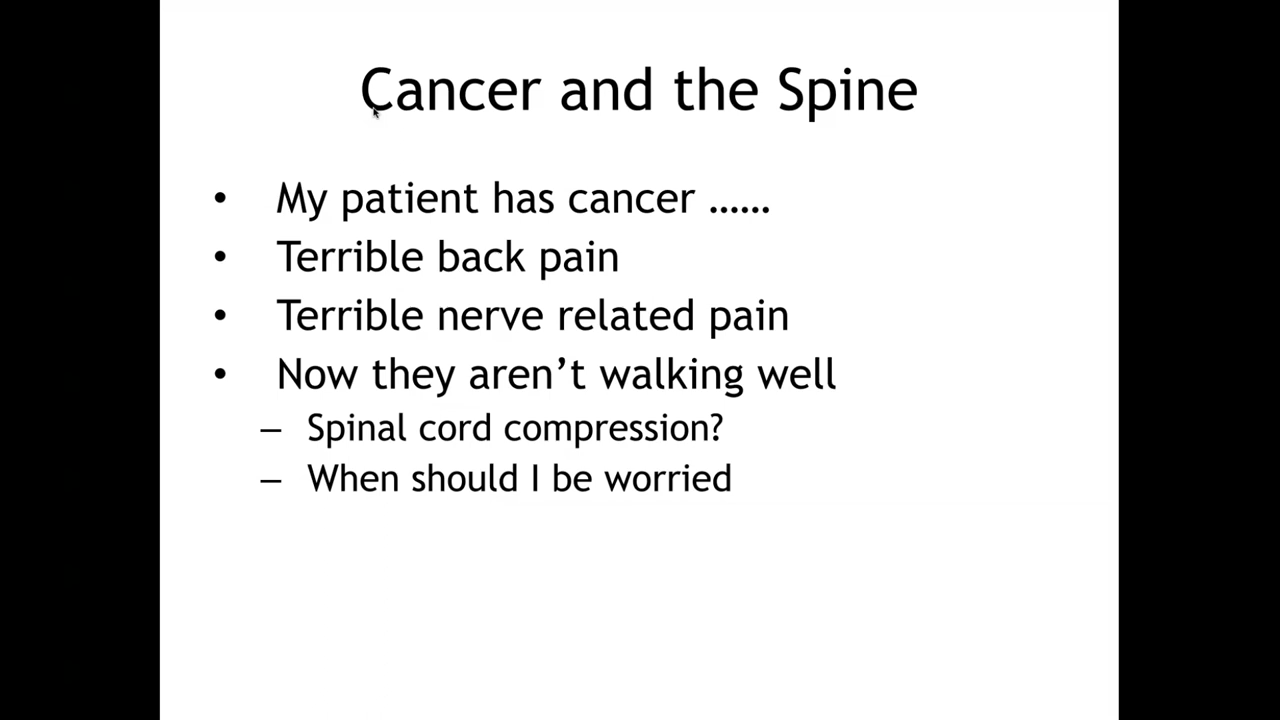 Cancer and the Spine
• My patient has cancer ......
• Terrible back pain
• Terrible nerve related pain
• Now they aren’t walking well
– Spinal cord compression?
– When should I be worried